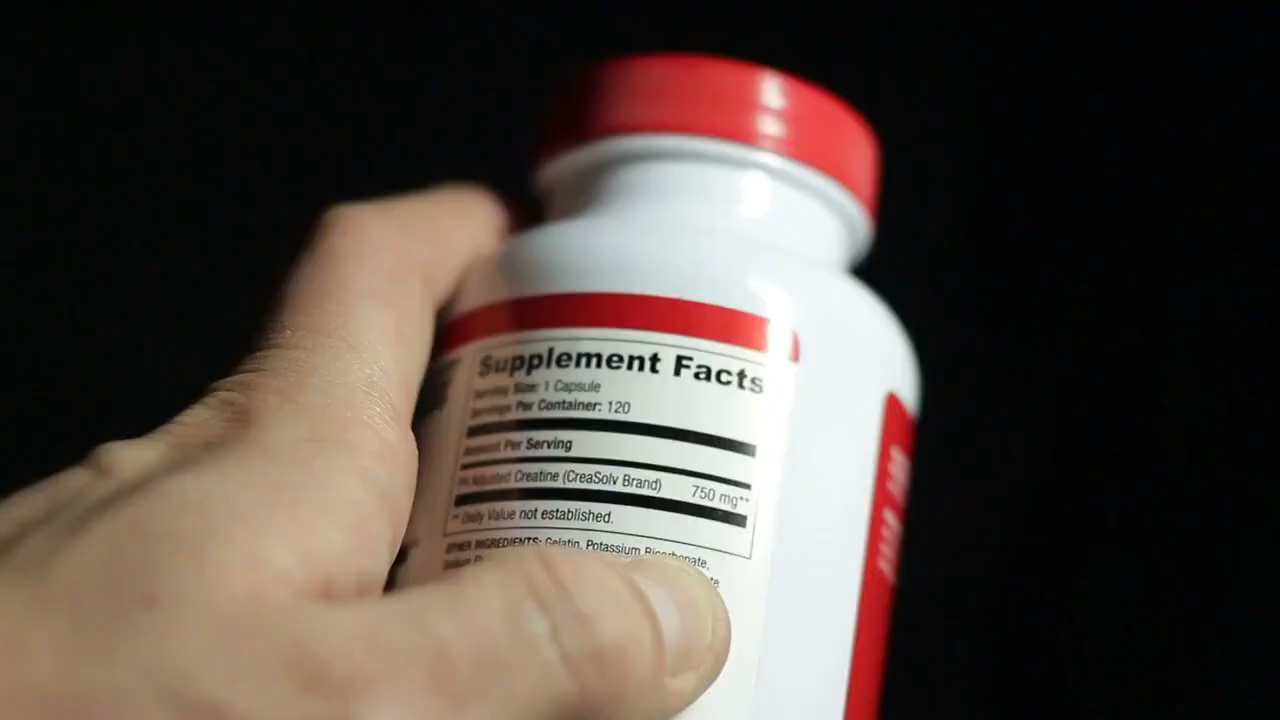 Supplement Facts
Serving Size: 1 Capsule
Servings Per Container: 120
Amount Per Serving
PH Adjusted Creatine (CreaSolv Brand) 750 mg**
** Daily Value not established.
OTHER INGREDIENTS: Gelatin, Potassium Bicarbonate,